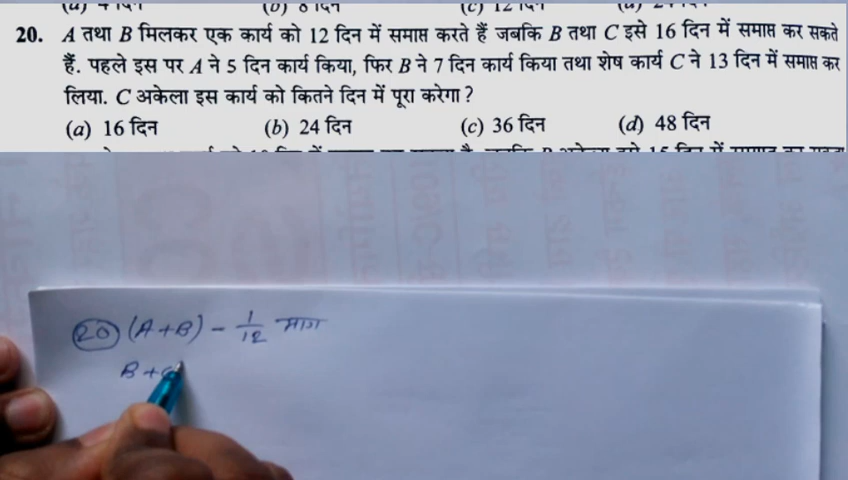 20. A तथा B मिलकर एक कार्य को 12 दिन में समाप्त करते हैं जबकि B तथा C इसे 16 दिन में समाप्त कर सकते
हैं. पहले इस पर A ने 5 दिन कार्य किया, फिर B ने 7 दिन कार्य किया तथा शेष कार्य C ने 13 दिन में समाप्त कर
लिया. C अकेला इस कार्य को कितने दिन में पूरा करेगा ?
(a) 16 दिन (b) 24 दिन (c) 36 दिन (d) 48 दिन
20 (A+B) - 1/12 भाग
B+C